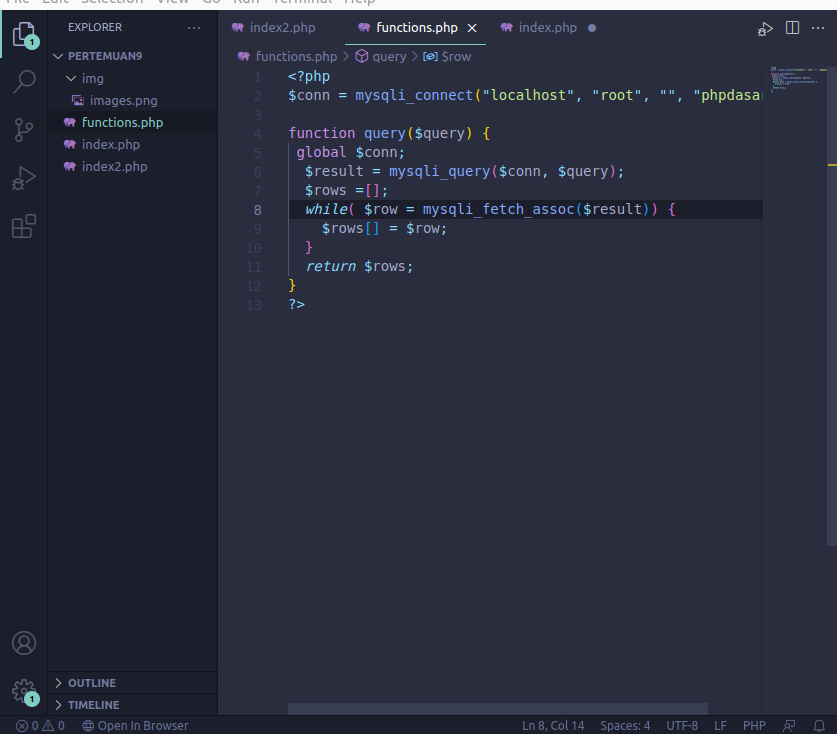 File Edit Selection View Go Run Terminal Help
EXPLORER
index2.php
functions.php
index.php
PERTEMUAN9
img
images.png
functions.php
index.php
index2.php
functions.php > query > $row
1 <?php
2 $conn = mysqli_connect("localhost", "root", "", "phpdasar
3
4 function query($query) {
5 global $conn;
6 $result = mysqli_query($conn, $query);
7 $rows =[];
8 while( $row = mysqli_fetch_assoc($result)) {
9 $rows[] = $row;
10 }
11 return $rows;
12 }
13 ?>
OUTLINE
TIMELINE
1
1
0 0 Open In Browser
Ln 8, Col 14 Spaces: 4 UTF-8 LF PHP